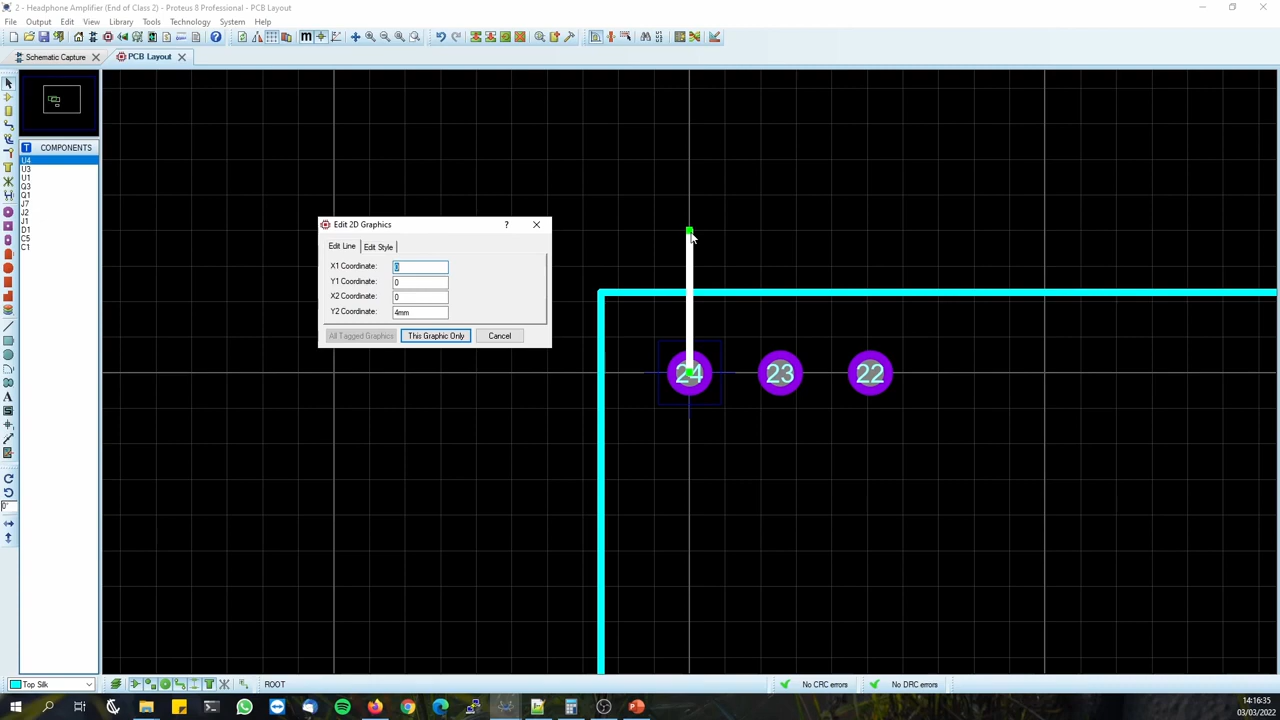 2 - Headphone Amplifier (End of Class 2) - Proteus 8 Professional - PCB Layout
File Output Edit View Library Tools Technology System Help
Schematic Capture PCB Layout
COMPONENTS
U4
U3
U1
Q3
Q1
J7
J2
J1
D1
C5
C1
Edit 2D Graphics
Edit Line Edit Style
X1 Coordinate: 0
Y1 Coordinate: 0
X2 Coordinate: 0
Y2 Coordinate: 4mm
All Tagged Graphics This Graphic Only Cancel
24 23 22
Top Silk ROOT No CRC errors No DRC errors
14:16:35
03/03/2022